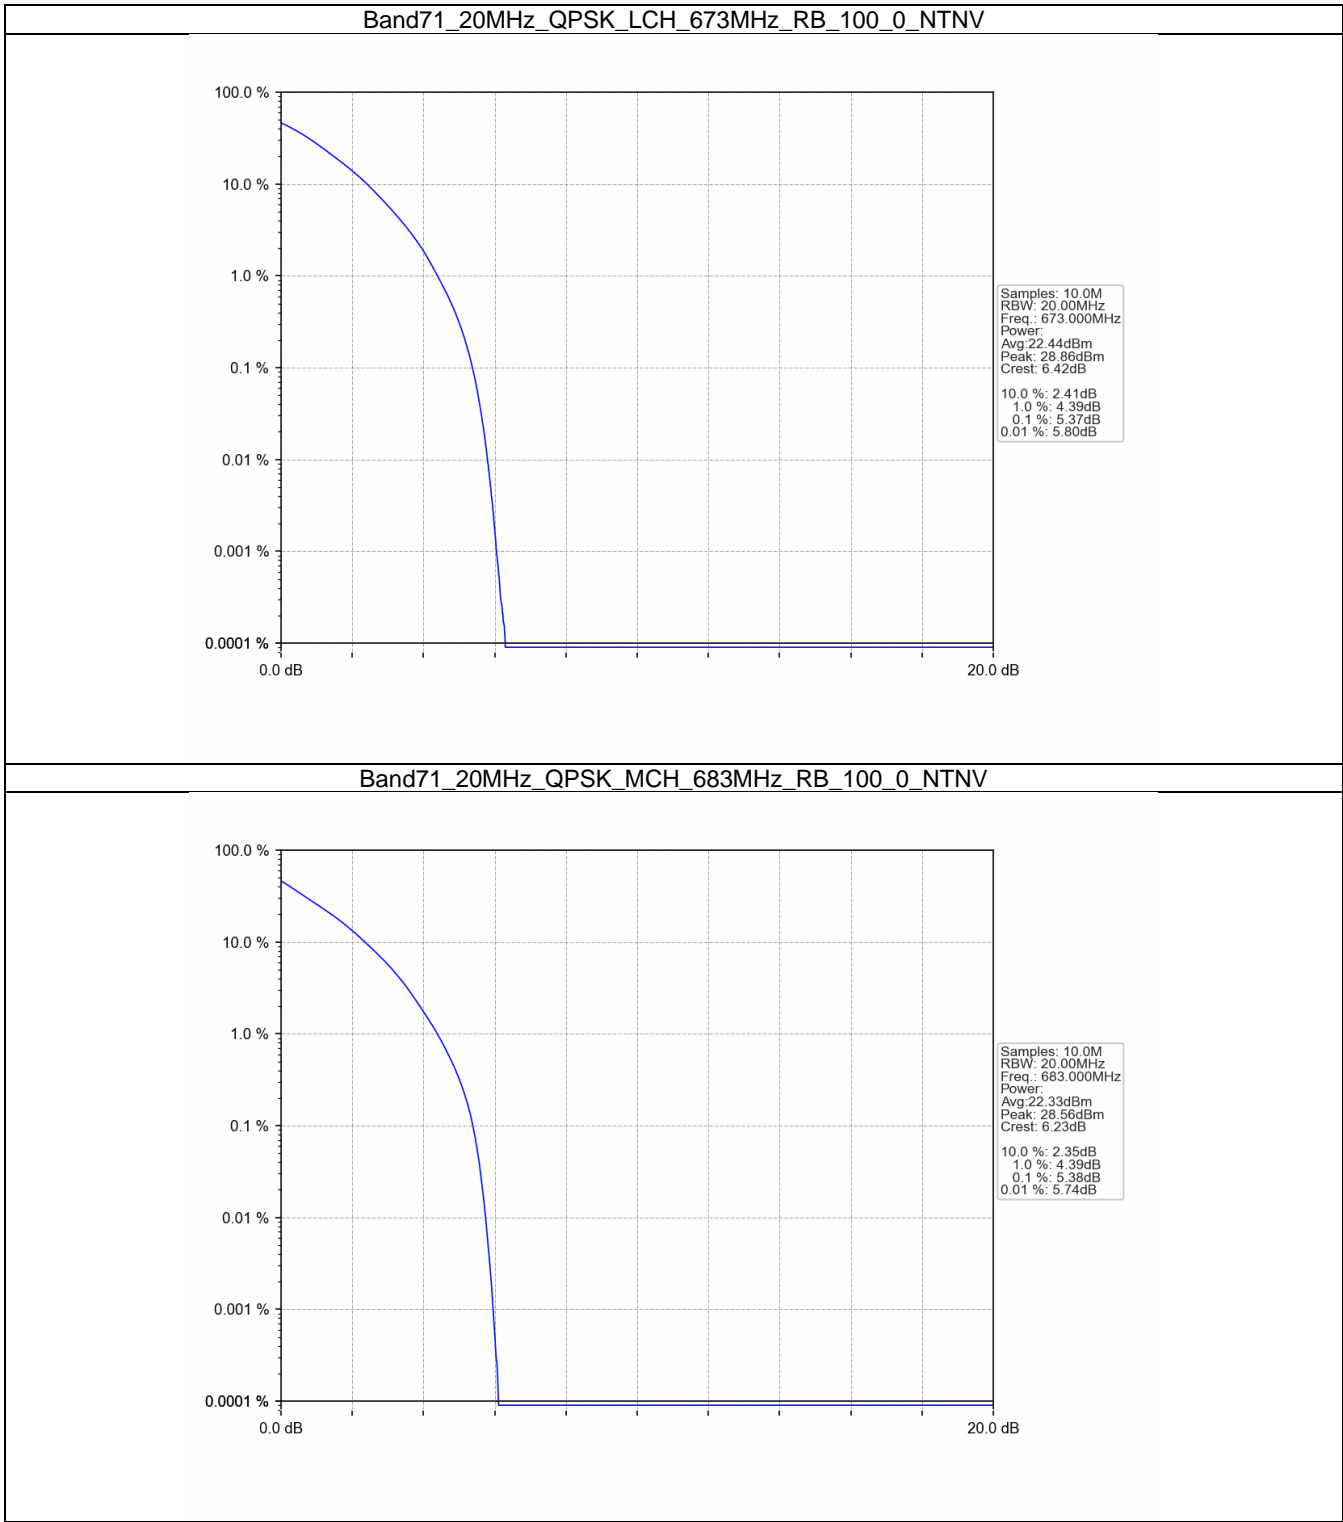 Band71_20MHz_QPSK_LCH_673MHz_RB_100_0_NTNV
100.0 %
10.0 %
1.0 %
0.1 %
0.01 %
0.001 %
0.0001 %
0.0 dB
20.0 dB
Samples: 10.0M
RBW: 20.00MHz
Freq.: 673.000MHz
Power:
Avg:22.44dBm
Peak: 28.86dBm
Crest: 6.42dB
10.0 %: 2.41dB
1.0 %: 4.39dB
0.1 %: 5.37dB
0.01 %: 5.80dB
Band71_20MHz_QPSK_MCH_683MHz_RB_100_0_NTNV
100.0 %
10.0 %
1.0 %
0.1 %
0.01 %
0.001 %
0.0001 %
0.0 dB
20.0 dB
Samples: 10.0M
RBW: 20.00MHz
Freq.: 683.000MHz
Power:
Avg:22.33dBm
Peak: 28.56dBm
Crest: 6.23dB
10.0 %: 2.35dB
1.0 %: 4.39dB
0.1 %: 5.38dB
0.01 %: 5.74dB